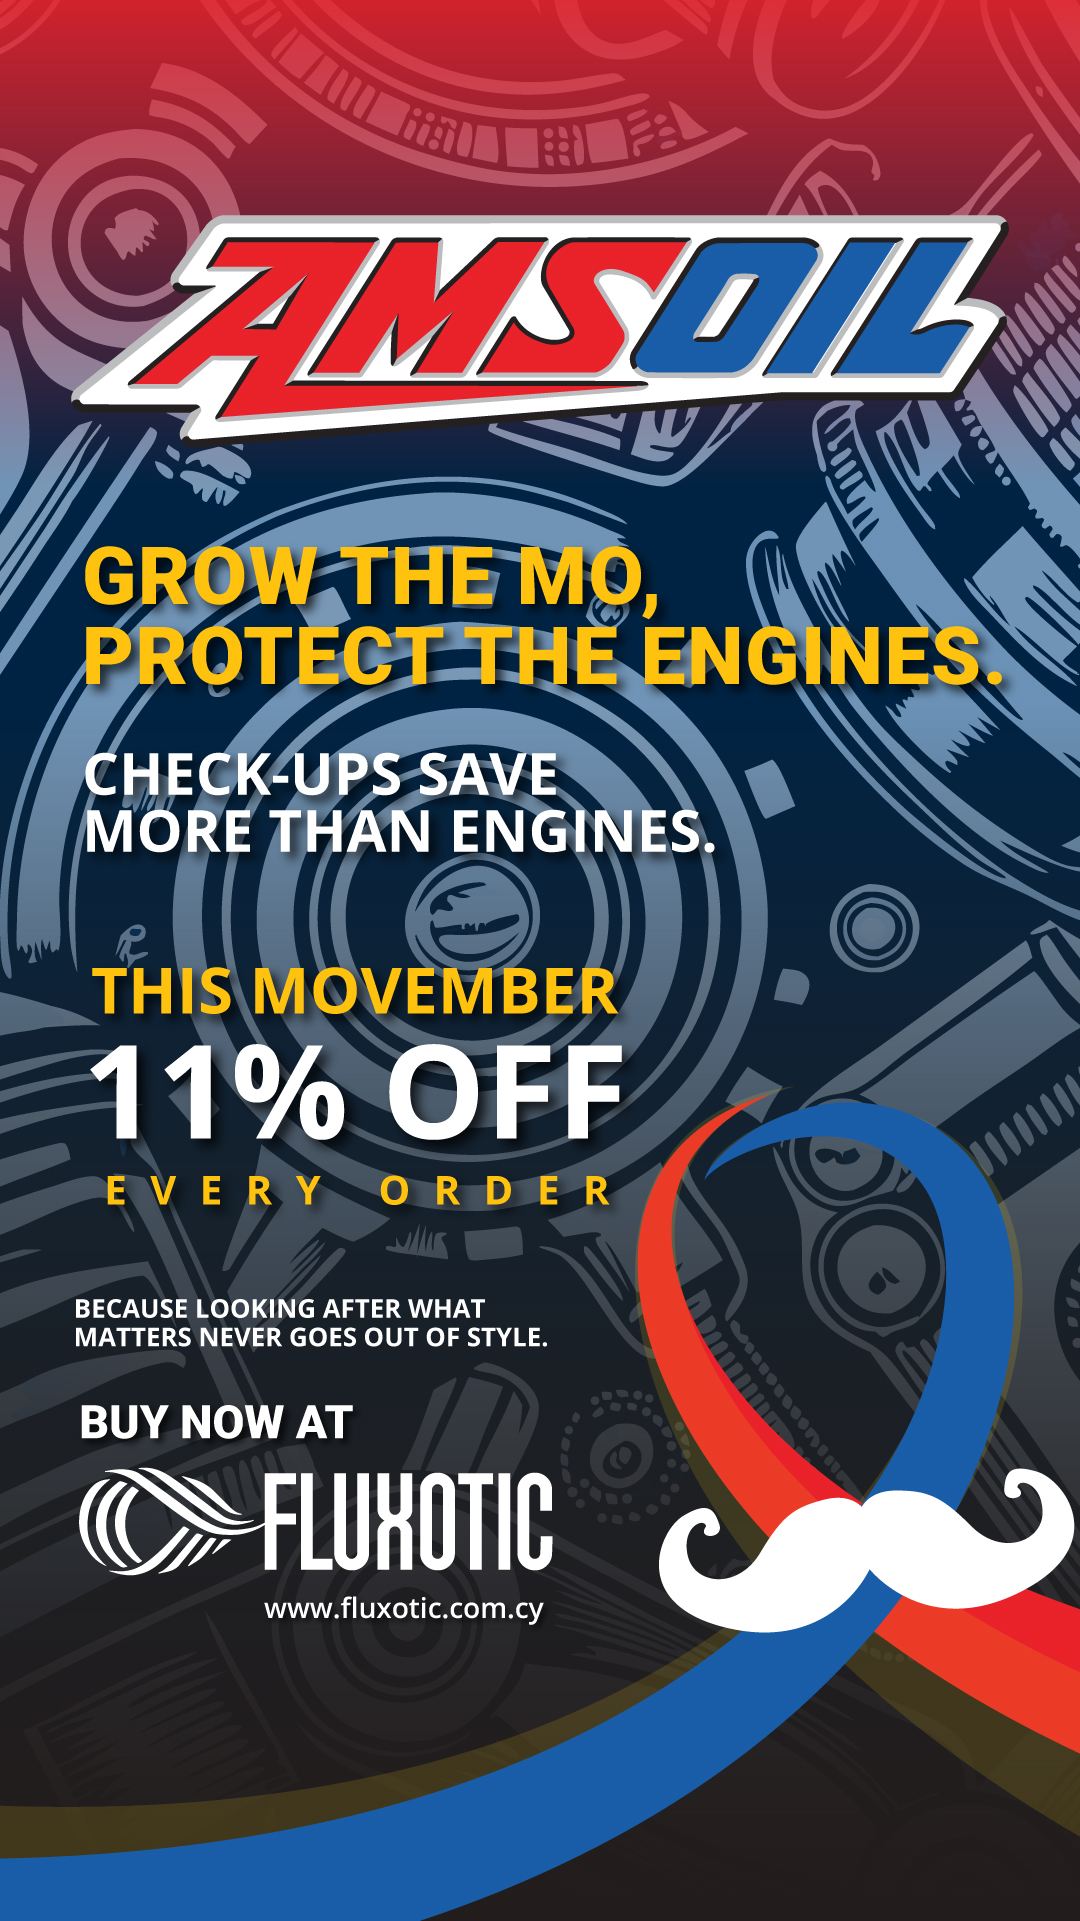 AMSOIL
GROW THE MO,
PROTECT THE ENGINES.
CHECK-UPS SAVE
MORE THAN ENGINES.
THIS MOVEMBER
11% OFF
EVERY ORDER
BECAUSE LOOKING AFTER WHAT
MATTERS NEVER GOES OUT OF STYLE.
BUY NOW AT
FLUXOTIC
www.fluxotic.com.cy